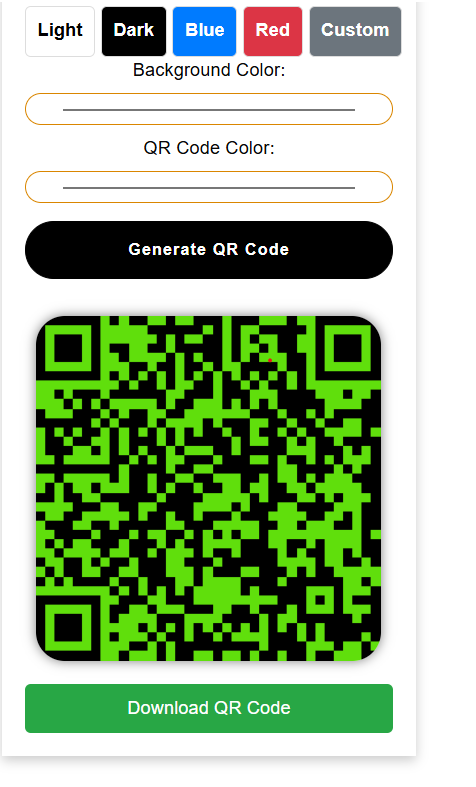 Light Dark Blue Red Custom
Background Color:
QR Code Color:
Generate QR Code
Download QR Code